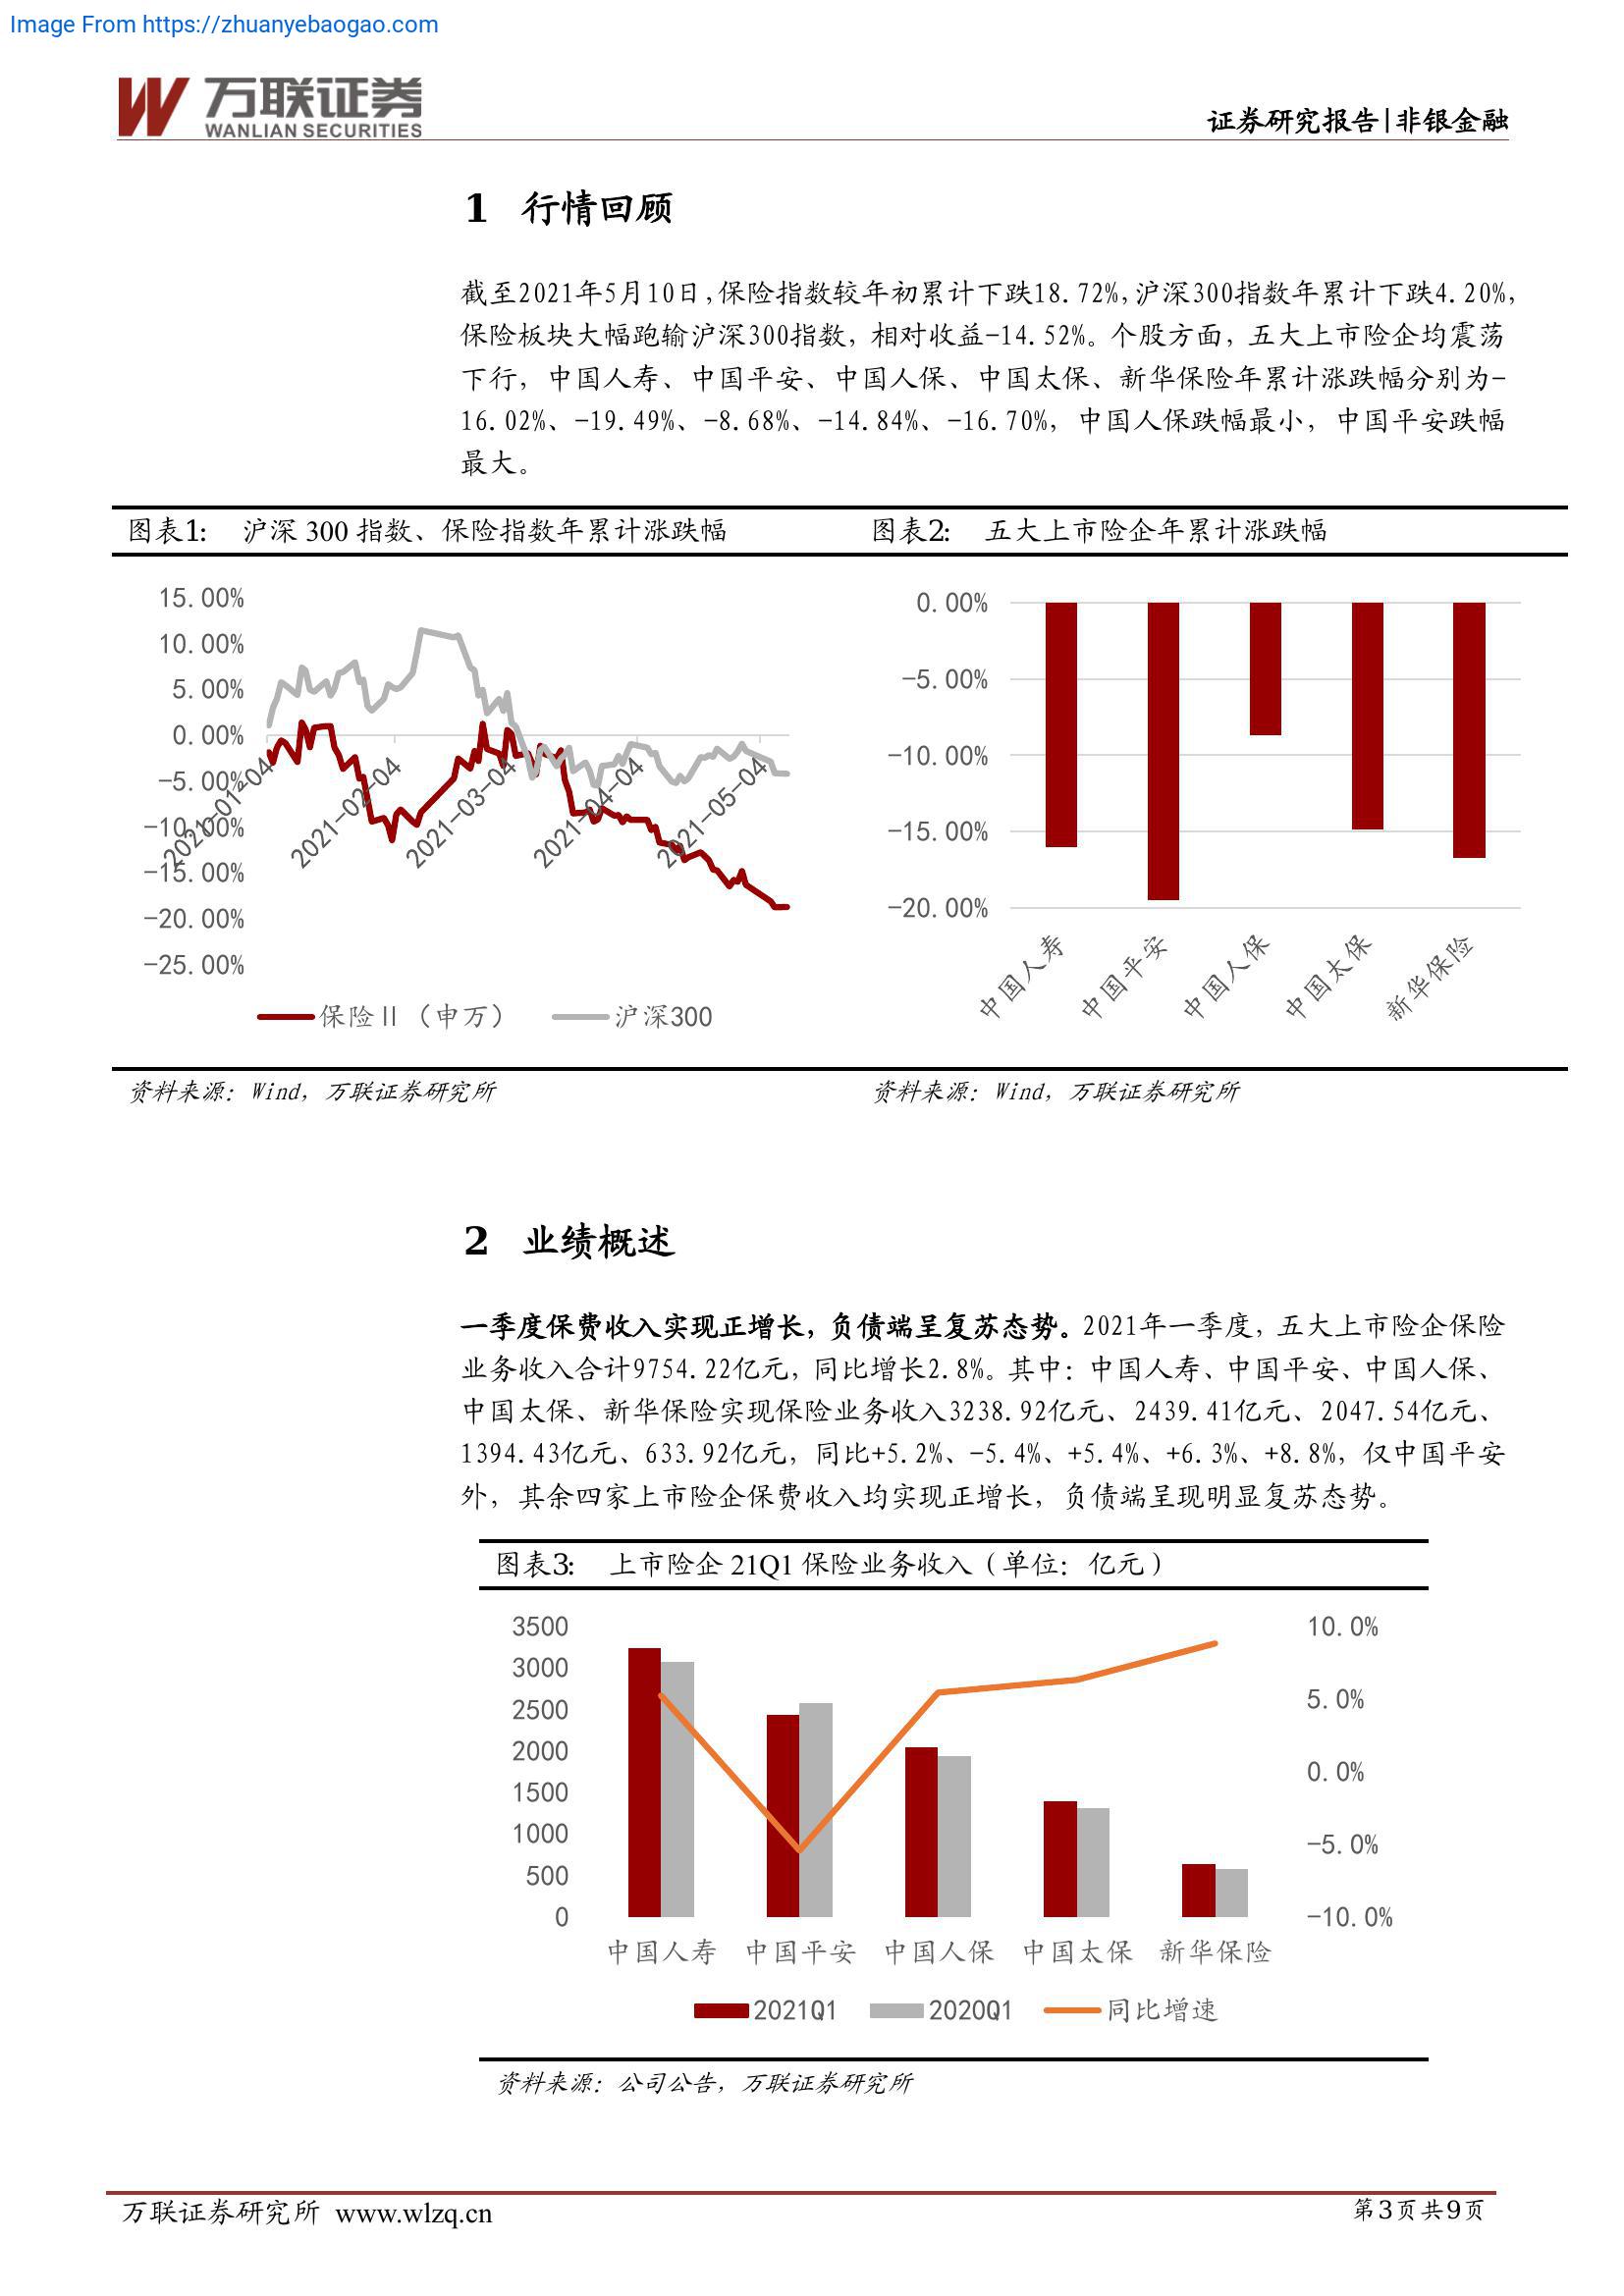 Image From https://zhuanyebaogao.com
万联证券
WANLIAN SECURITIES
证券研究报告|非银金融
1 行情回顾
截至2021年5月10日,保险指数较年初累计下跌18.72%,沪深300指数年累计下跌4.20%,
保险板块大幅跑输沪深300指数，相对收益-14.52%。个股方面，五大上市险企均震荡
下行，中国人寿、中国平安、中国人保、中国太保、新华保险年累计涨跌幅分别为-
16.02%、-19.49%、-8.68%、-14.84%、-16.70%，中国人保跌幅最小，中国平安跌幅
最大。
图表1: 沪深 300 指数、保险指数年累计涨跌幅
15.00%
10.00%
5.00%
0.00%
-5.00%
-10.00%
-15.00%
-20.00%
-25.00%
2021-01-04
2021-02-04
2021-03-04
2021-04-04
2021-05-04
保险Ⅱ（申万）
沪深300
资料来源：Wind，万联证券研究所
图表2: 五大上市险企年累计涨跌幅
0.00%
-5.00%
-10.00%
-15.00%
-20.00%
中国人寿
中国平安
中国人保
中国太保
新华保险
资料来源：Wind，万联证券研究所
2 业绩概述
一季度保费收入实现正增长，负债端呈复苏态势。2021年一季度，五大上市险企保险
业务收入合计9754.22亿元，同比增长2.8%。其中：中国人寿、中国平安、中国人保、
中国太保、新华保险实现保险业务收入3238.92亿元、2439.41亿元、2047.54亿元、
1394.43亿元、633.92亿元，同比+5.2%、-5.4%、+5.4%、+6.3%、+8.8%，仅中国平安
外，其余四家上市险企保费收入均实现正增长，负债端呈现明显复苏态势。
图表3: 上市险企 21Q1 保险业务收入（单位：亿元）
3500
3000
2500
2000
1500
1000
500
0
10.0%
5.0%
0.0%
-5.0%
-10.0%
中国人寿 中国平安 中国人保 中国太保 新华保险
2021Q1 2020Q1 同比增速
资料来源：公司公告，万联证券研究所
万联证券研究所 www.wlzq.cn
第3页共9页